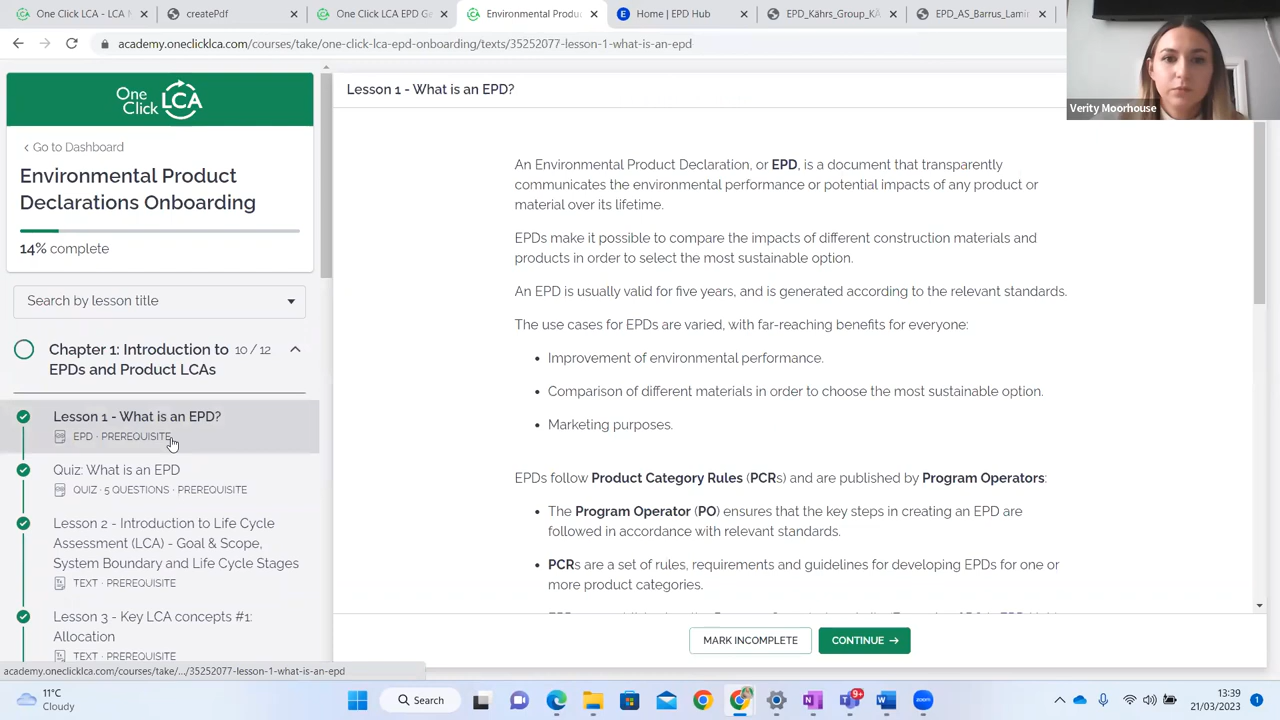 One Click LCA - LCA M
createPdf
One Click LCA EPD Ge
Environmental Produc
Home | EPD Hub
EPD_Kährs_Group_KÄ
EPD_AS_Barrus_Lami
academy.oneclicklca.com/courses/take/one-click-lca-epd-onboarding/texts/35252077-lesson-1-what-is-an-epd
Verity Moorhouse
One
Click LCA
Go to Dashboard
Environmental Product
Declarations Onboarding
14% complete
Search by lesson title
Chapter 1: Introduction to 10 / 12
EPDs and Product LCAs
Lesson 1 - What is an EPD?
EPD · PREREQUISITE
Quiz: What is an EPD
QUIZ · 5 QUESTIONS · PREREQUISITE
Lesson 2 - Introduction to Life Cycle
Assessment (LCA) - Goal & Scope,
System Boundary and Life Cycle Stages
TEXT · PREREQUISITE
Lesson 3 - Key LCA concepts #1:
Allocation
TEXT · PREREQUISITE
academy.oneclicklca.com/courses/take/.../35252077-lesson-1-what-is-an-epd
Lesson 1 - What is an EPD?
An Environmental Product Declaration, or EPD, is a document that transparently
communicates the environmental performance or potential impacts of any product or
material over its lifetime.
EPDs make it possible to compare the impacts of different construction materials and
products in order to select the most sustainable option.
An EPD is usually valid for five years, and is generated according to the relevant standards.
The use cases for EPDs are varied, with far-reaching benefits for everyone:
• Improvement of environmental performance.
• Comparison of different materials in order to choose the most sustainable option.
• Marketing purposes.
EPDs follow Product Category Rules (PCRs) and are published by Program Operators:
• The Program Operator (PO) ensures that the key steps in creating an EPD are
followed in accordance with relevant standards.
• PCRs are a set of rules, requirements and guidelines for developing EPDs for one or
more product categories.
MARK INCOMPLETE
CONTINUE →
11°C
Cloudy
Search
9+
13:39
21/03/2023
1